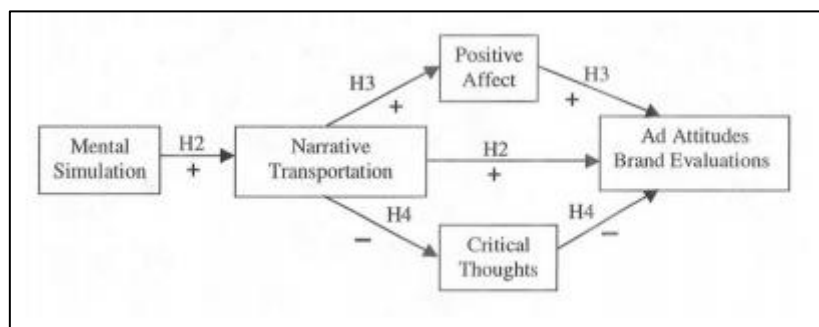 Positive
Affect
H3
+
H3
+
Mental
Simulation
H2
+
Narrative
Transportation
H2
+
Ad Attitudes
Brand Evaluations
H4
−
Critical
Thoughts
H4
−